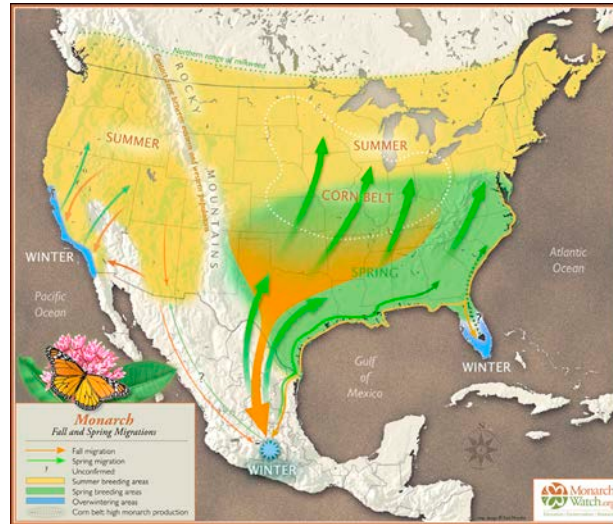 Northern range of milkweed
ROCKY
MOUNTAINS
SUMMER
SUMMER
CORN BELT
SPRING
WINTER
Pacific
Ocean
Atlantic
Ocean
Gulf
of
Mexico
WINTER
?
WINTER
Monarch
Fall and Spring Migrations
Fall migration
Spring migration
? Unconfirmed
Summer breeding areas
Spring breeding areas
Overwintering areas
Corn belt: high monarch production
Monarch
Watch.org